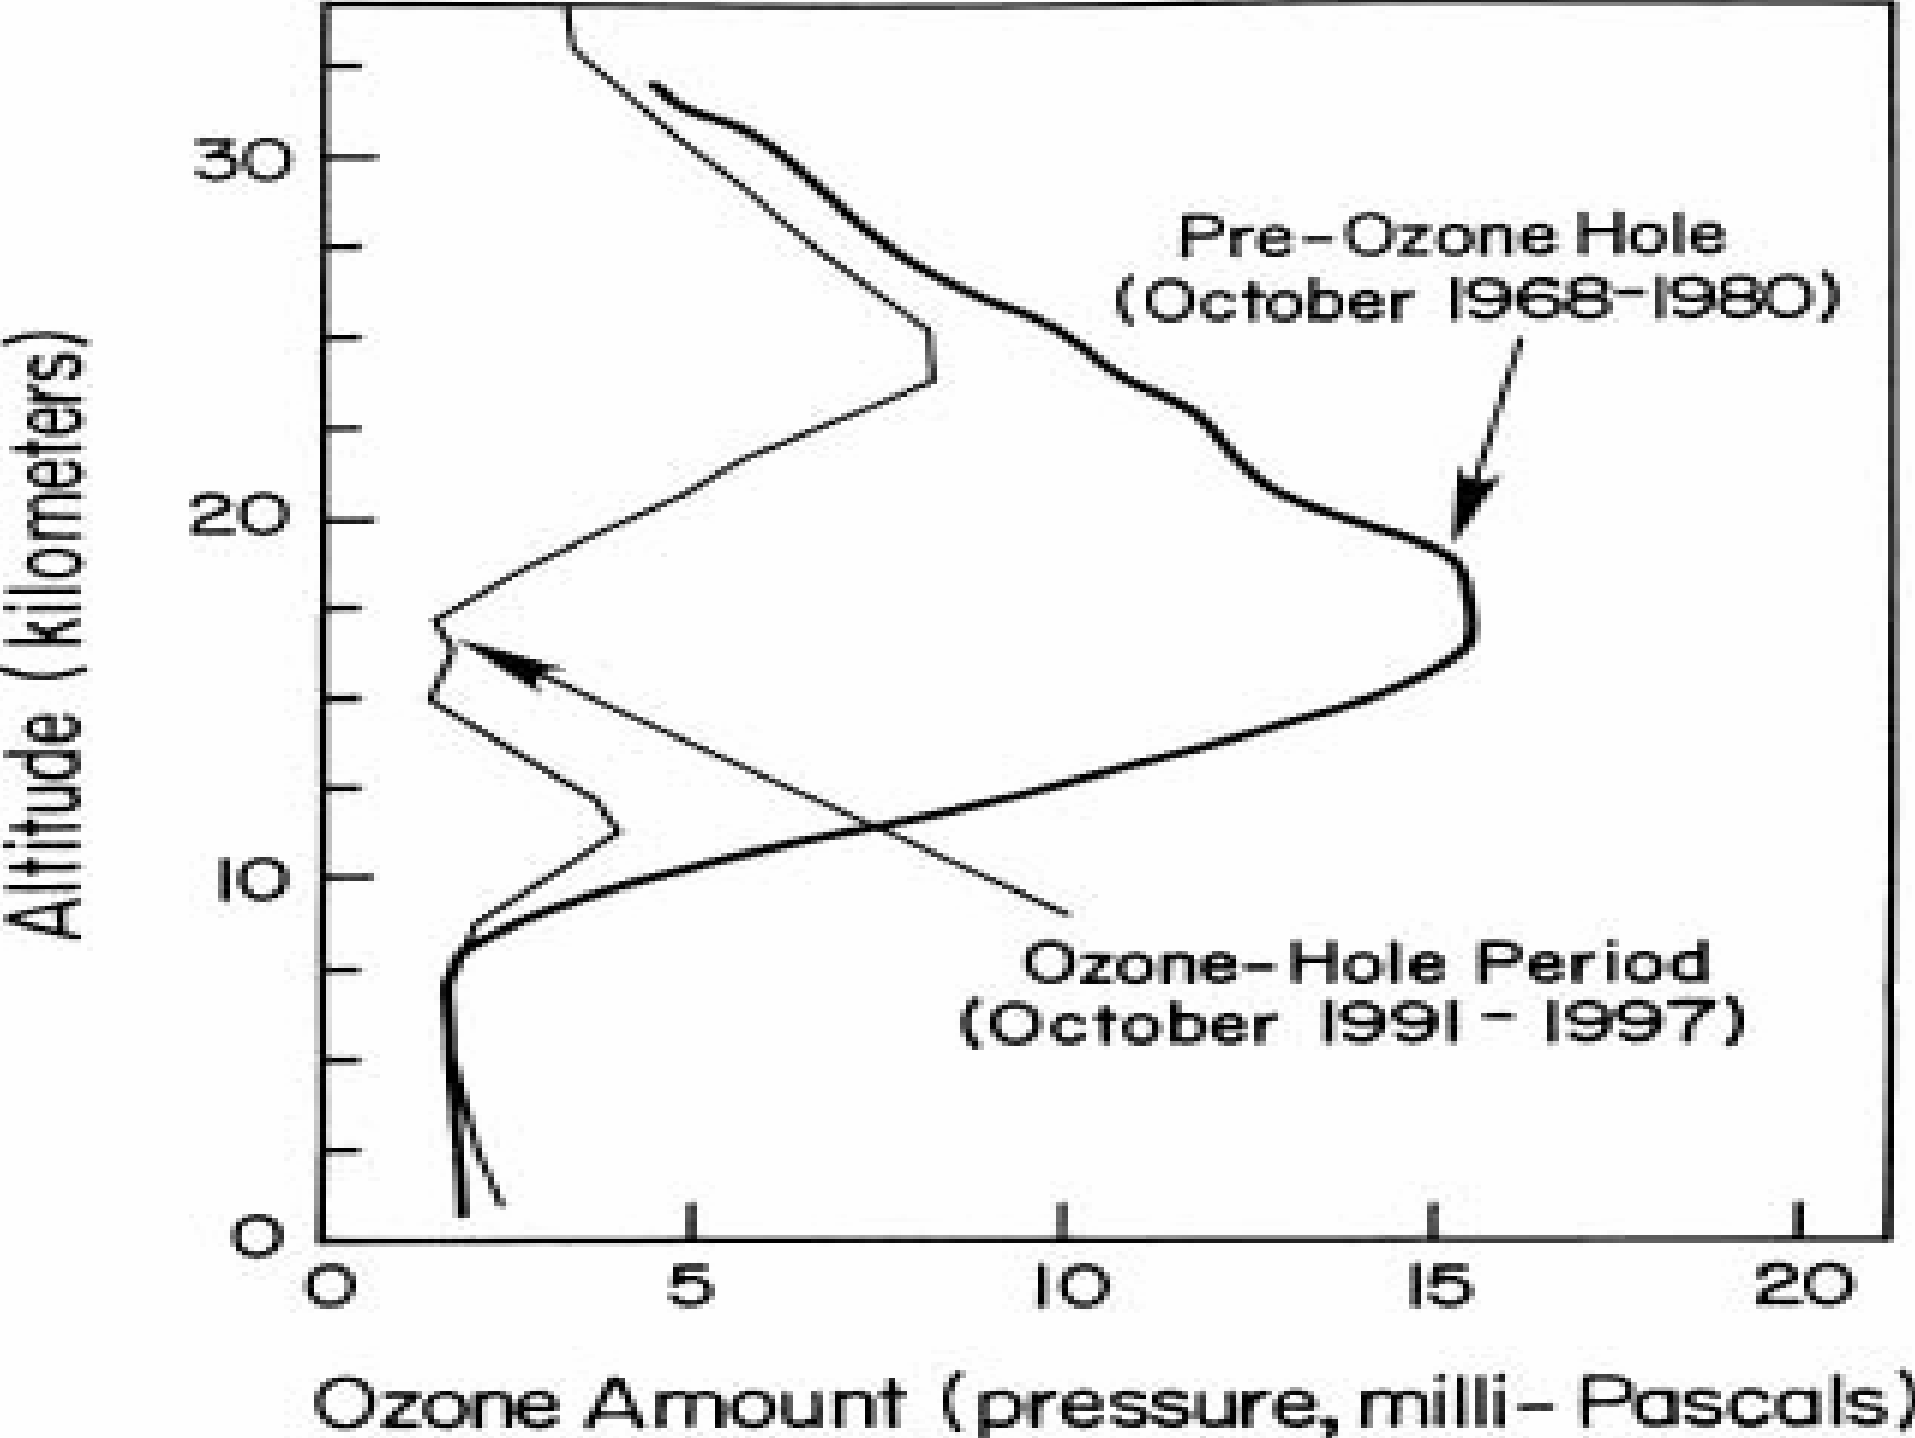 30
Pre-Ozone Hole
(October 1968-1980)
Altitude (kilometers)
20
10
Ozone-Hole Period
(October 1991-1997)
0
0 5 10 15 20
Ozone Amount (pressure, milli-Pascals)